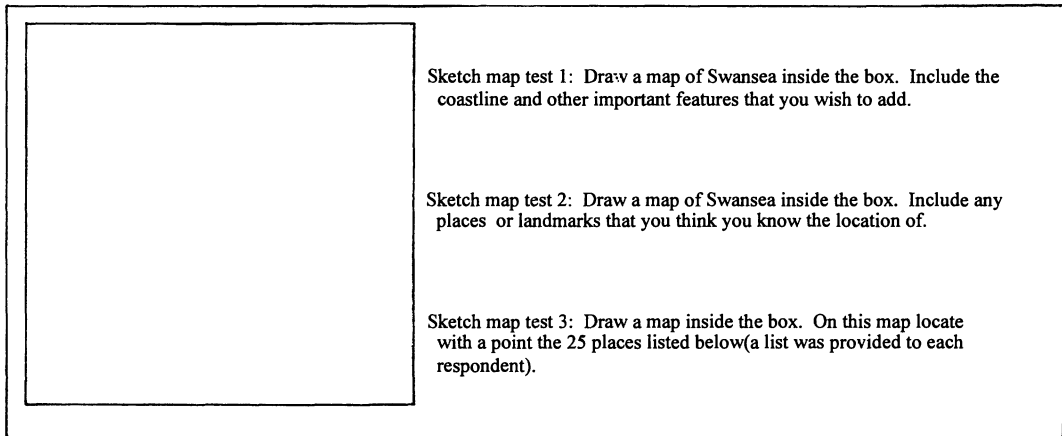 Sketch map test 1: Draw a map of Swansea inside the box. Include the
coastline and other important features that you wish to add.
Sketch map test 2: Draw a map of Swansea inside the box. Include any
places or landmarks that you think you know the location of.
Sketch map test 3: Draw a map inside the box. On this map locate
with a point the 25 places listed below(a list was provided to each
respondent).